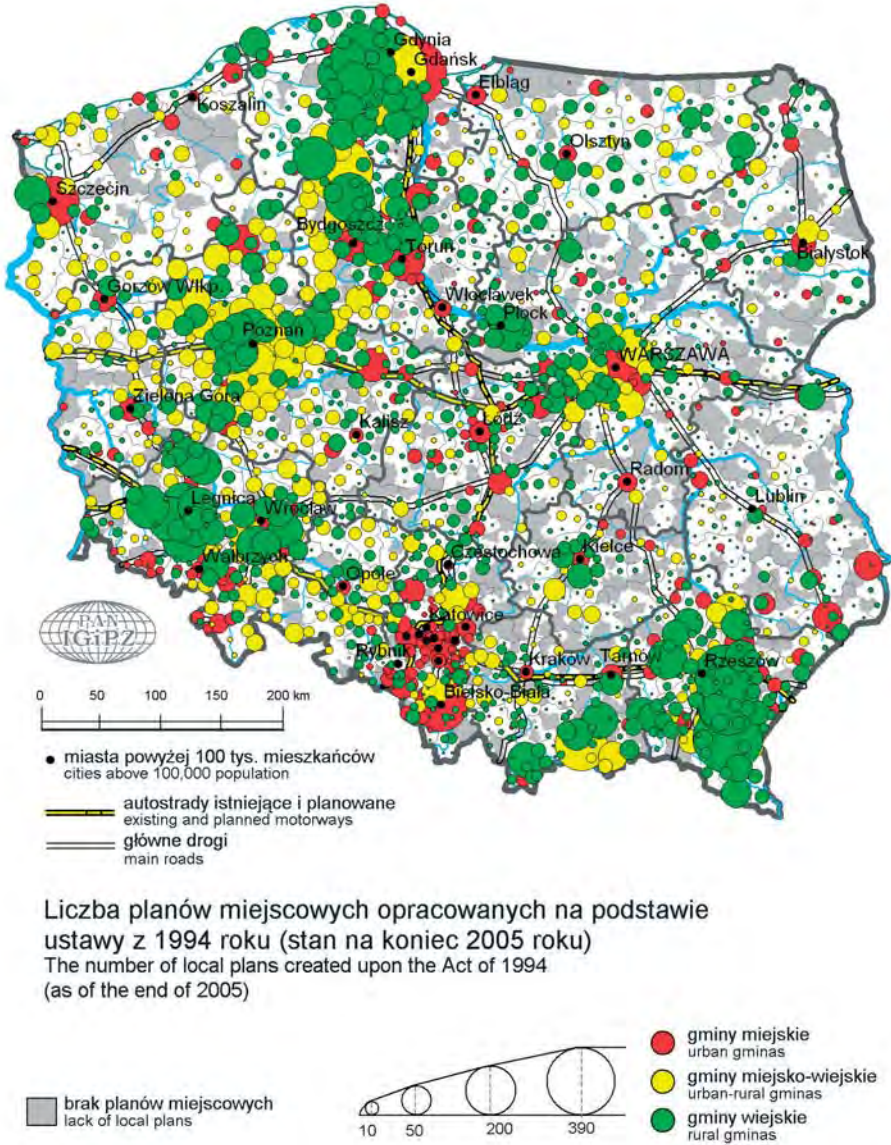 Gdynia
Gdańsk
Elbląg
Koszalin
Olsztyn
Szczecin
Bydgoszcz
Toruń
Białystok
Gorzów Wlkp.
Włocławek
Płock
Poznań
WARSZAWA
Zielona Góra
Kalisz
Łódź
Radom
Legnica
Wrocław
Lublin
Wałbrzych
Częstochowa
Kielce
Opole
PAN
IGiPZ
Katowice
Rybnik
Kraków
Tarnów
Rzeszów
Bielsko-Biała
0 50 100 150 200 km
miasta powyżej 100 tys. mieszkańców
cities above 100,000 population
autostrady istniejące i planowane
existing and planned motorways
główne drogi
main roads
Liczba planów miejscowych opracowanych na podstawie
ustawy z 1994 roku (stan na koniec 2005 roku)
The number of local plans created upon the Act of 1994
(as of the end of 2005)
brak planów miejscowych
lack of local plans
10 50 200 390
gminy miejskie
urban gminas
gminy miejsko-wiejskie
urban-rural gminas
gminy wiejskie
rural gminas